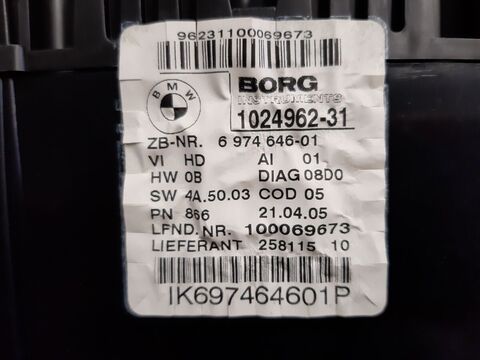 96231100069673
BMW
BORG
INSTRUMENTS
1024962-31
ZB-NR. 6 974 646-01
VI HD AI 01
HW 0B DIAG 08D0
SW 4A.50.03 COD 05
PN 866 21.04.05
LFND. NR. 100069673
LIEFERANT 258115 10
IK697464601P